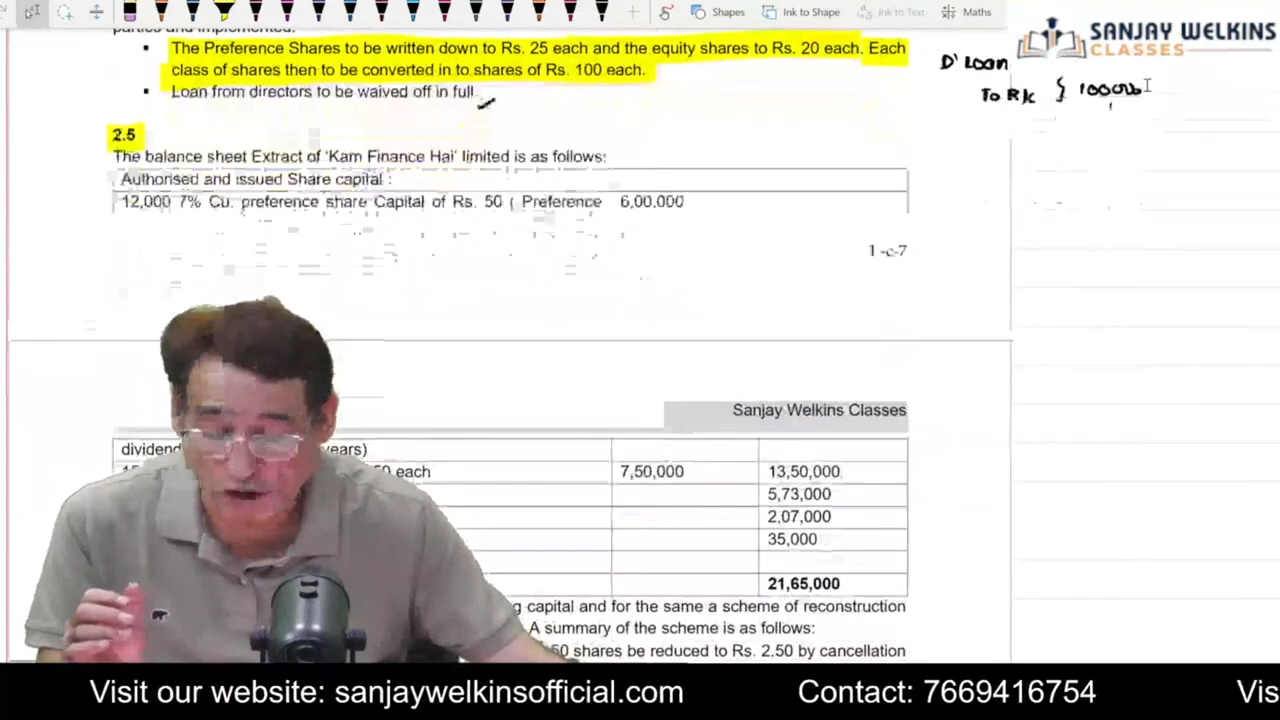 Shapes Ink to Shape Ink to Text Maths
SANJAY WELKINS
CLASSES
parties and implemented.
▪ The Preference Shares to be written down to Rs. 25 each and the equity shares to Rs. 20 each. Each
class of shares then to be converted in to shares of Rs. 100 each.
▪ Loan from directors to be waived off in full.
D' Loan
To RK
2.5
The balance sheet Extract of 'Kam Finance Hai' limited is as follows:
Authorised and issued Share capital :
12,000 7% Cu. preference share Capital of Rs. 50 ( Preference 6,00,000
1 -c-7
Sanjay Welkins Classes
dividend years)
each 7,50,000 13,50,000
5,73,000
2,07,000
35,000
21,65,000
capital and for the same a scheme of reconstruction
A summary of the scheme is as follows:
50 shares be reduced to Rs. 2.50 by cancellation
Visit our website: sanjaywelkinsofficial.com Contact: 7669416754 Vis